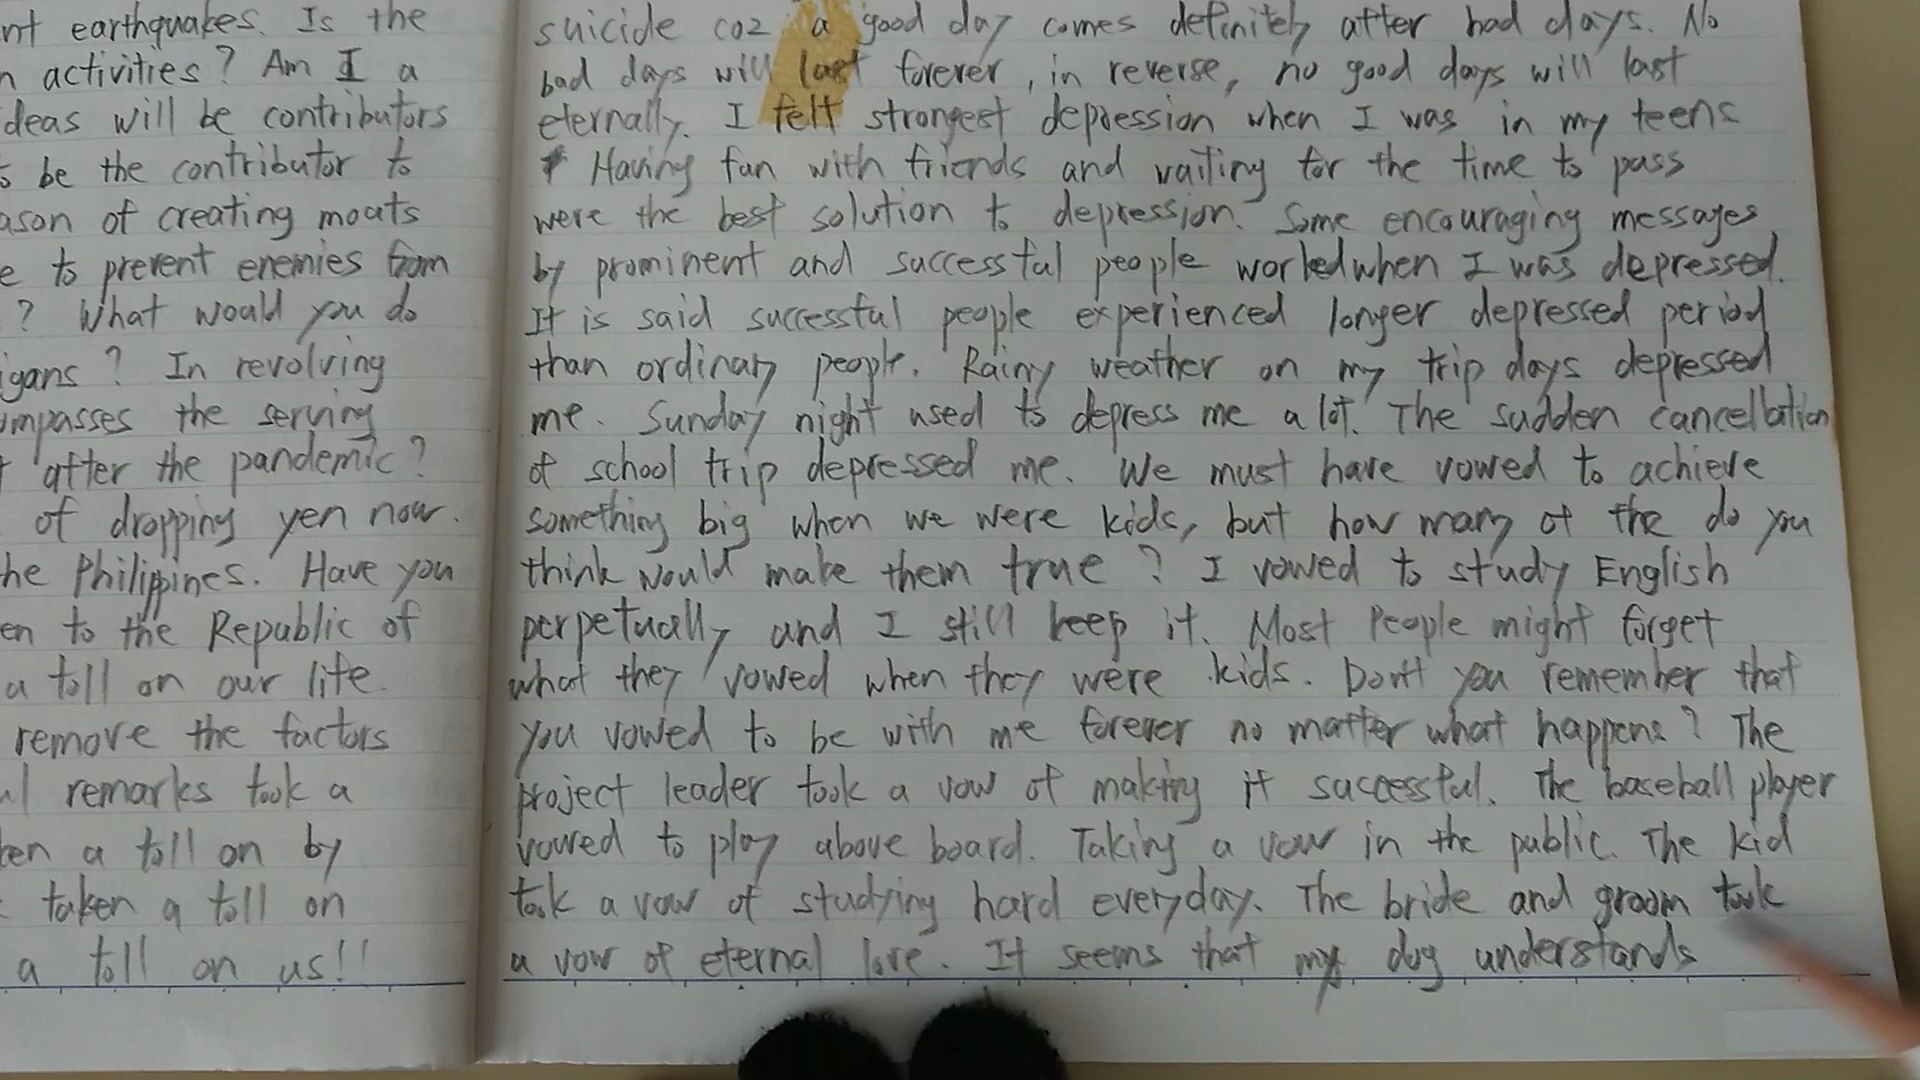 nt earthquakes. Is the
n activities? Am I a
deas will be contributors
s be the contributor to
ason of creating moats
e to prevent enemies from
? What would you do
igans? In revolving
mpasses the serving
after the pandemic?
of dropping yen now.
he Philippines. Have you
en to the Republic of
a toll on our life.
remove the factors
remarks took a
ken a toll on by
taken a toll on
a toll on us!!
suicide coz a good day comes definitely after bad days. No
bad days will last forever, in reverse, no good days will last
eternally. I felt strongest depression when I was in my teens
Having fun with friends and waiting for the time to pass
were the best solution to depression. Some encouraging messages
by prominent and successful people worked when I was depressed.
It is said successful people experienced longer depressed period
than ordinary people. Rainy weather on my trip days depressed
me. Sunday night used to depress me a lot. The sudden cancellation
of school trip depressed me. We must have vowed to achieve
something big when we were kids, but how many of the do you
think would make them true? I vowed to study English
perpetually and I still keep it. Most People might forget
what they vowed when they were kids. Don't you remember that
you vowed to be with me forever no matter what happens? The
project leader took a vow of making it successful. The baseball player
vowed to play above board. Taking a vow in the public. The kid
took a vow of studying hard everyday. The bride and groom took
a vow of eternal love. It seems that my dog understands